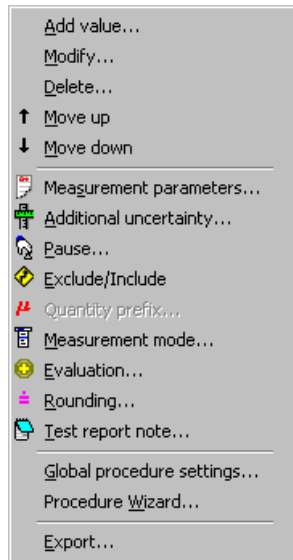 Add value...
Modify...
Delete...
Move up
Move down
Measurement parameters...
Additional uncertainty...
Pause...
Exclude/Include
μ Quantity prefix...
Measurement mode...
Evaluation...
Rounding...
Test report note...
Global procedure settings...
Procedure Wizard...
Export...